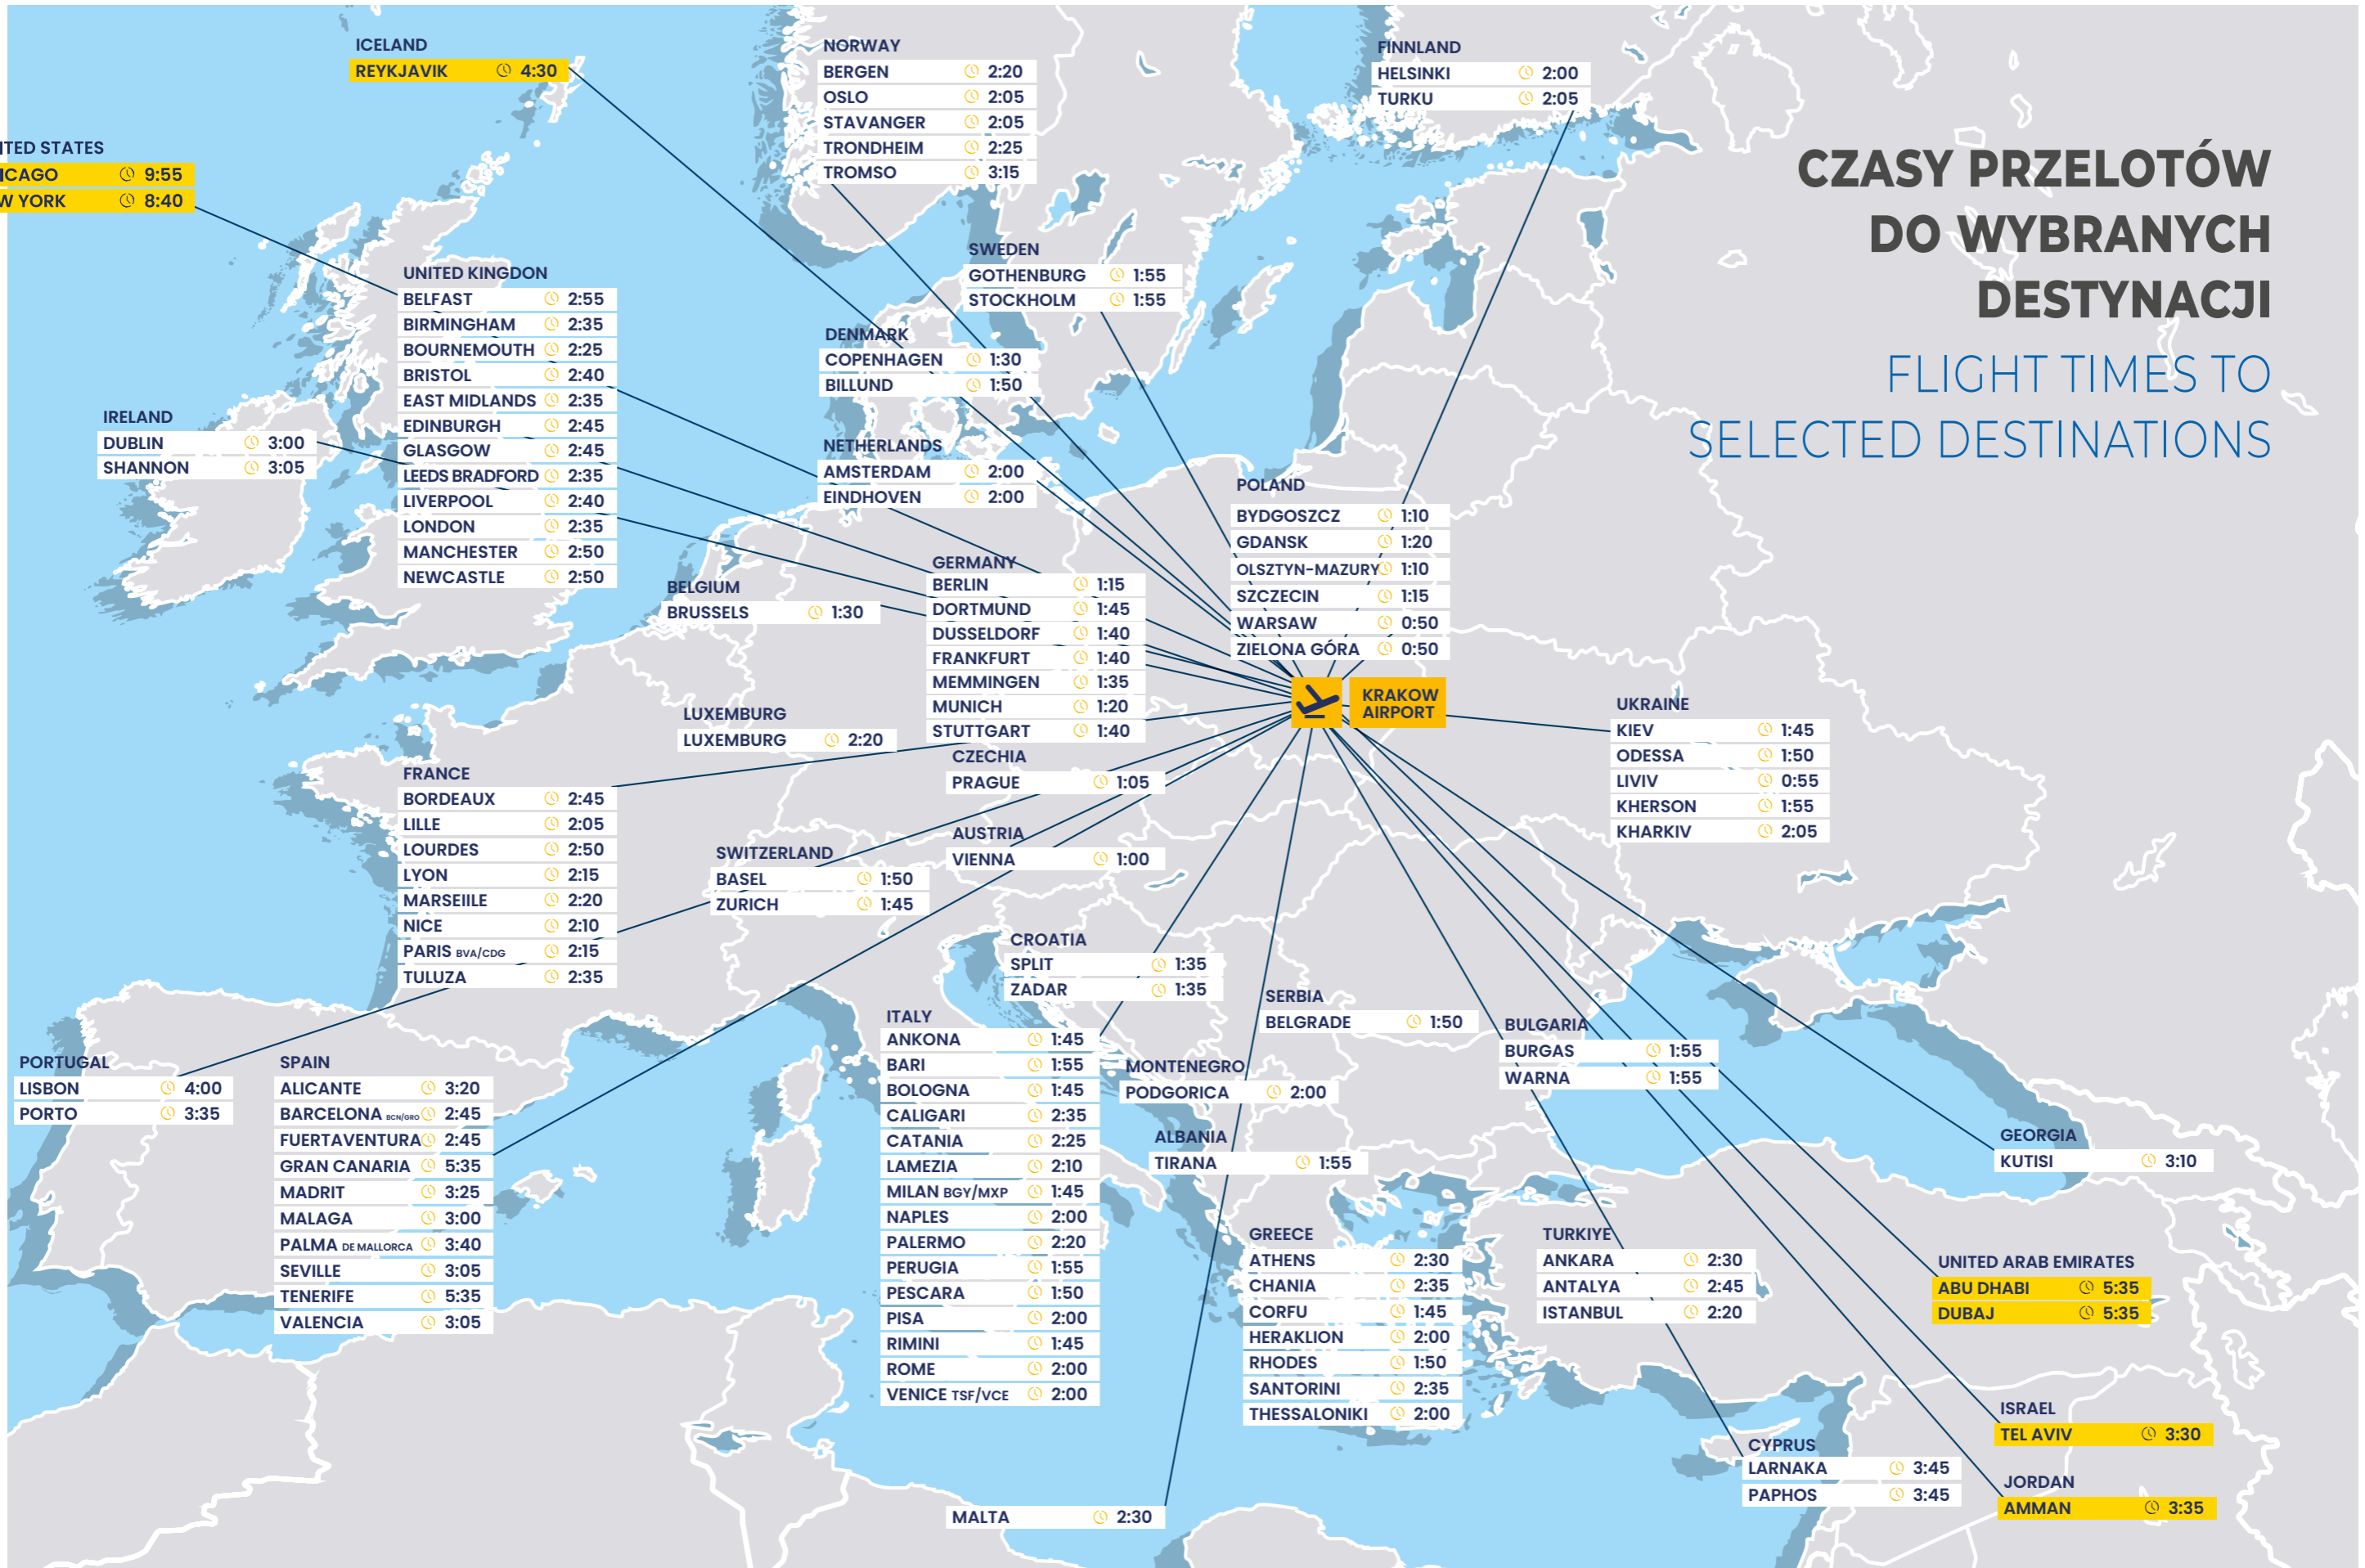 ICELAND
REYKJAVIK 4:30
NORWAY
BERGEN 2:20
OSLO 2:05
STAVANGER 2:05
TRONDHEIM 2:25
TROMSO 3:15
FINNLAND
HELSINKI 2:00
TURKU 2:05
ITED STATES
ICAGO 9:55
W YORK 8:40
CZASY PRZELOTÓW
DO WYBRANYCH
DESTYNACJI
FLIGHT TIMES TO
SELECTED DESTINATIONS
SWEDEN
GOTHENBURG 1:55
STOCKHOLM 1:55
UNITED KINGDON
BELFAST 2:55
BIRMINGHAM 2:35
BOURNEMOUTH 2:25
BRISTOL 2:40
EAST MIDLANDS 2:35
EDINBURGH 2:45
GLASGOW 2:45
LEEDS BRADFORD 2:35
LIVERPOOL 2:40
LONDON 2:35
MANCHESTER 2:50
NEWCASTLE 2:50
DENMARK
COPENHAGEN 1:30
BILLUND 1:50
IRELAND
DUBLIN 3:00
SHANNON 3:05
NETHERLANDS
AMSTERDAM 2:00
EINDHOVEN 2:00
POLAND
BYDGOSZCZ 1:10
GDANSK 1:20
OLSZTYN-MAZURY 1:10
SZCZECIN 1:15
WARSAW 0:50
ZIELONA GÓRA 0:50
GERMANY
BERLIN 1:15
DORTMUND 1:45
DUSSELDORF 1:40
FRANKFURT 1:40
MEMMINGEN 1:35
MUNICH 1:20
STUTTGART 1:40
BELGIUM
BRUSSELS 1:30
KRAKOW
AIRPORT
LUXEMBURG
LUXEMBURG 2:20
UKRAINE
KIEV 1:45
ODESSA 1:50
LIVIV 0:55
KHERSON 1:55
KHARKIV 2:05
CZECHIA
PRAGUE 1:05
FRANCE
BORDEAUX 2:45
LILLE 2:05
LOURDES 2:50
LYON 2:15
MARSEIILE 2:20
NICE 2:10
PARIS BVA/CDG 2:15
TULUZA 2:35
AUSTRIA
VIENNA 1:00
SWITZERLAND
BASEL 1:50
ZURICH 1:45
CROATIA
SPLIT 1:35
ZADAR 1:35
SERBIA
BELGRADE 1:50
ITALY
ANKONA 1:45
BARI 1:55
BOLOGNA 1:45
CALIGARI 2:35
CATANIA 2:25
LAMEZIA 2:10
MILAN BGY/MXP 1:45
NAPLES 2:00
PALERMO 2:20
PERUGIA 1:55
PESCARA 1:50
PISA 2:00
RIMINI 1:45
ROME 2:00
VENICE TSF/VCE 2:00
BULGARIA
BURGAS 1:55
WARNA 1:55
PORTUGAL
LISBON 4:00
PORTO 3:35
SPAIN
ALICANTE 3:20
BARCELONA BCN/GRO 2:45
FUERTAVENTURA 2:45
GRAN CANARIA 5:35
MADRIT 3:25
MALAGA 3:00
PALMA DE MALLORCA 3:40
SEVILLE 3:05
TENERIFE 5:35
VALENCIA 3:05
MONTENEGRO
PODGORICA 2:00
ALBANIA
TIRANA 1:55
GEORGIA
KUTISI 3:10
GREECE
ATHENS 2:30
CHANIA 2:35
CORFU 1:45
HERAKLION 2:00
RHODES 1:50
SANTORINI 2:35
THESSALONIKI 2:00
TURKIYE
ANKARA 2:30
ANTALYA 2:45
ISTANBUL 2:20
UNITED ARAB EMIRATES
ABU DHABI 5:35
DUBAJ 5:35
ISRAEL
TEL AVIV 3:30
CYPRUS
LARNAKA 3:45
PAPHOS 3:45
JORDAN
AMMAN 3:35
MALTA 2:30